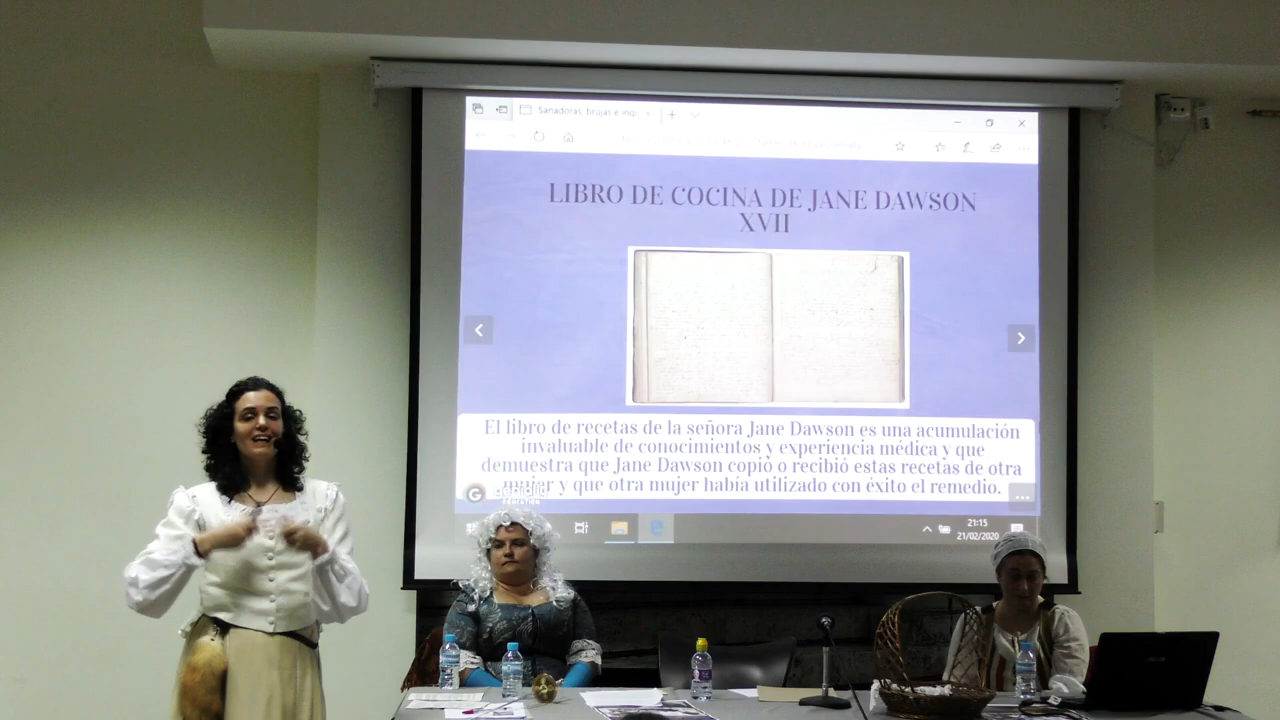 Sanadoras, brujas e inqu
LIBRO DE COCINA DE JANE DAWSON
XVII
El libro de recetas de la señora Jane Dawson es una acumulación
invaluable de conocimientos y experiencia médica y que
demuestra que Jane Dawson copió o recibió estas recetas de otra
mujer y que otra mujer había utilizado con éxito el remedio.
genially
21:15
21/02/2020